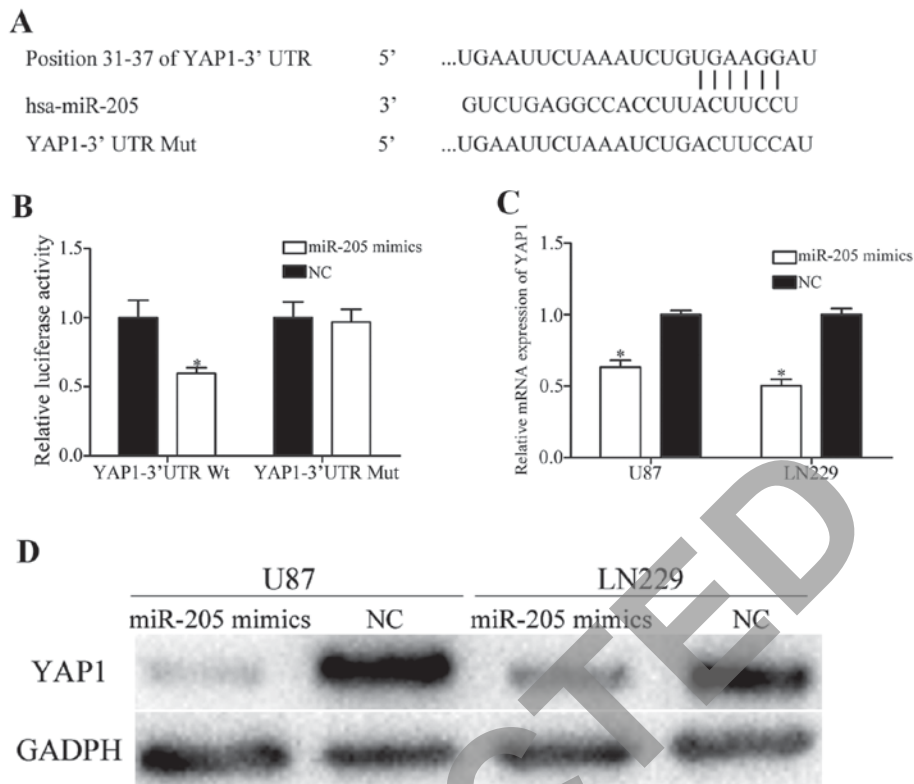 A
Position 31-37 of YAP1-3' UTR 5' ...UGAAUUCUAAAUCUGUGAAGGAU
hsa-miR-205 3' GUCUGAGGCCACCUUACUUCCU
YAP1-3' UTR Mut 5' ...UGAAUUCUAAAUCUGACUUCCAU
B
Relative luciferase activity
1.5
1.0
0.5
0.0
miR-205 mimics
NC
*
YAP1-3'UTR Wt YAP1-3'UTR Mut
C
Relative mRNA expression of YAP1
1.5
1.0
0.5
0.0
miR-205 mimics
NC
* *
U87 LN229
D
U87 LN229
miR-205 mimics NC miR-205 mimics NC
YAP1
GADPH
CTED